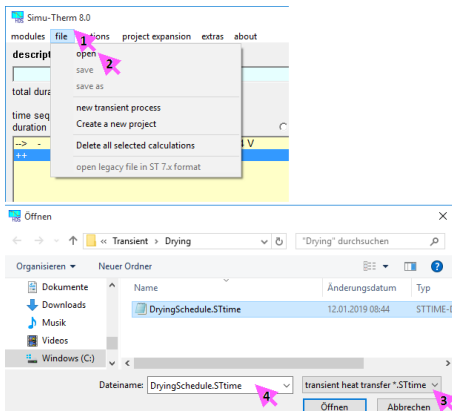 Simu-Therm 8.0
modules file options project expansion extras about
1
descript
open
2
save
save as
total dura
new transient process
time seq
duration
Create a new project
--> -
Delete all selected calculations
V
++
open legacy file in ST 7.x format
Öffnen
« Transient › Drying
"Drying" durchsuchen
Organisieren
Neuer Ordner
Dokumente
Name
Änderungsdatum
Typ
Downloads
DryingSchedule.STtime
12.01.2019 08:44
STTIME-D
Musik
Videos
Windows (C:)
Dateiname:
DryingSchedule.STtime
transient heat transfer *.STtime
4
3
Öffnen
Abbrechen